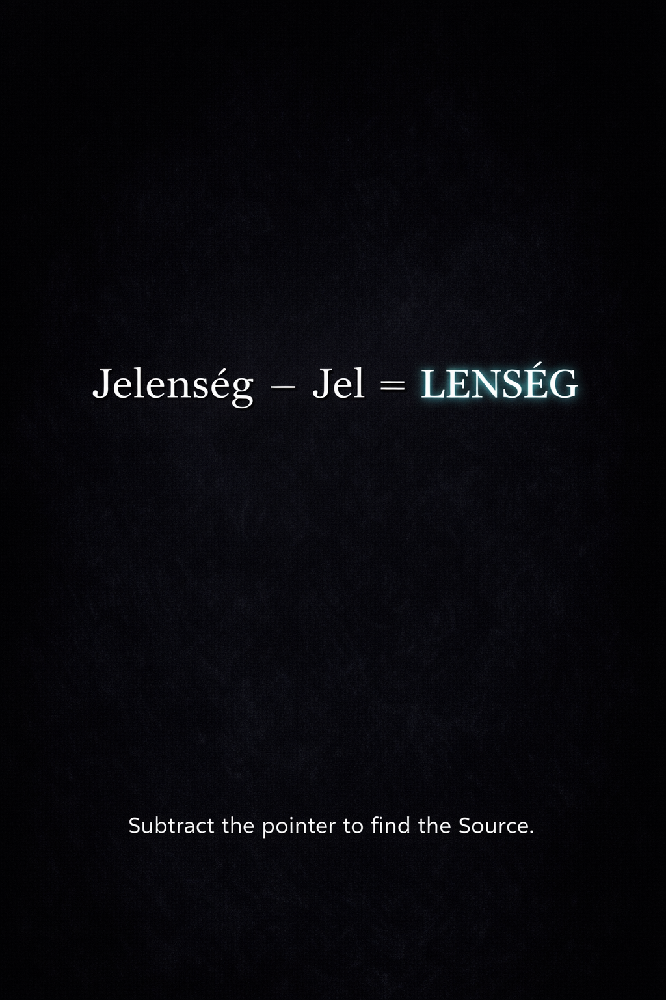 Jelenség – Jel = LENSÉG
Subtract the pointer to find the Source.